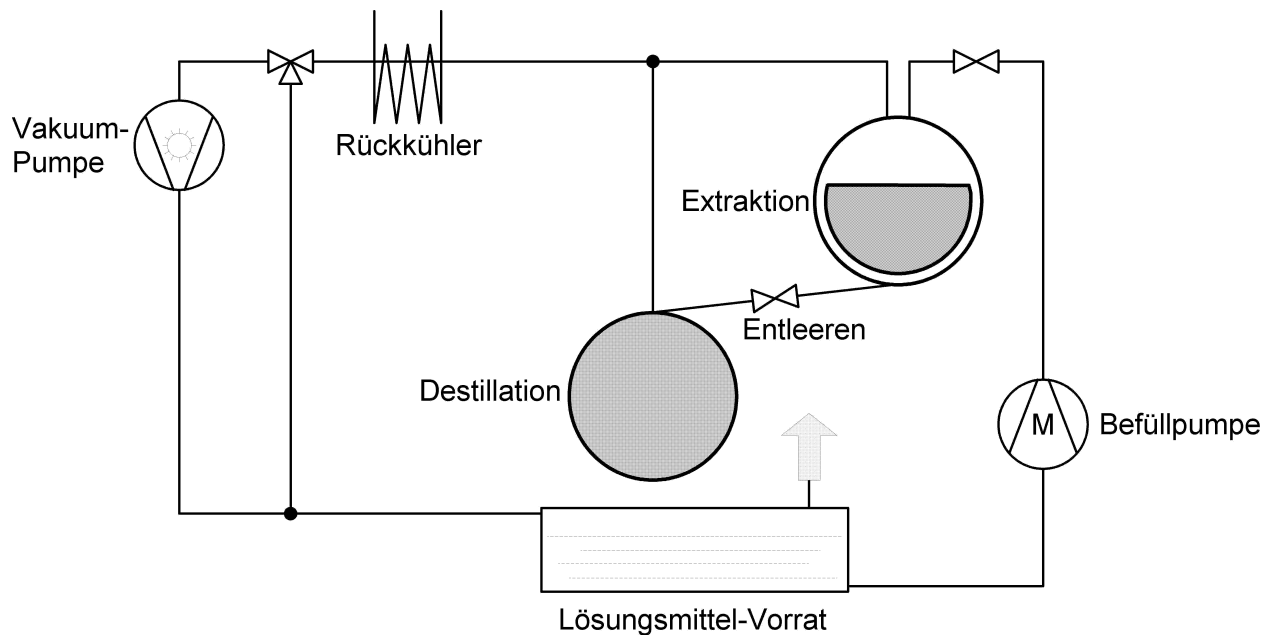 Vakuum-
Pumpe
Rückkühler
Extraktion
Entleeren
Destillation
M
Befüllpumpe
Lösungsmittel-Vorrat